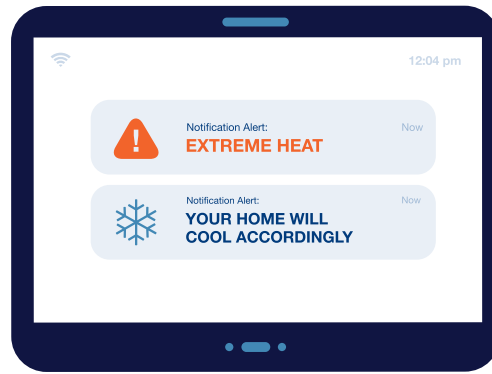 12:04 pm
Notification Alert:
Now
EXTREME HEAT
Notification Alert:
Now
YOUR HOME WILL
COOL ACCORDINGLY